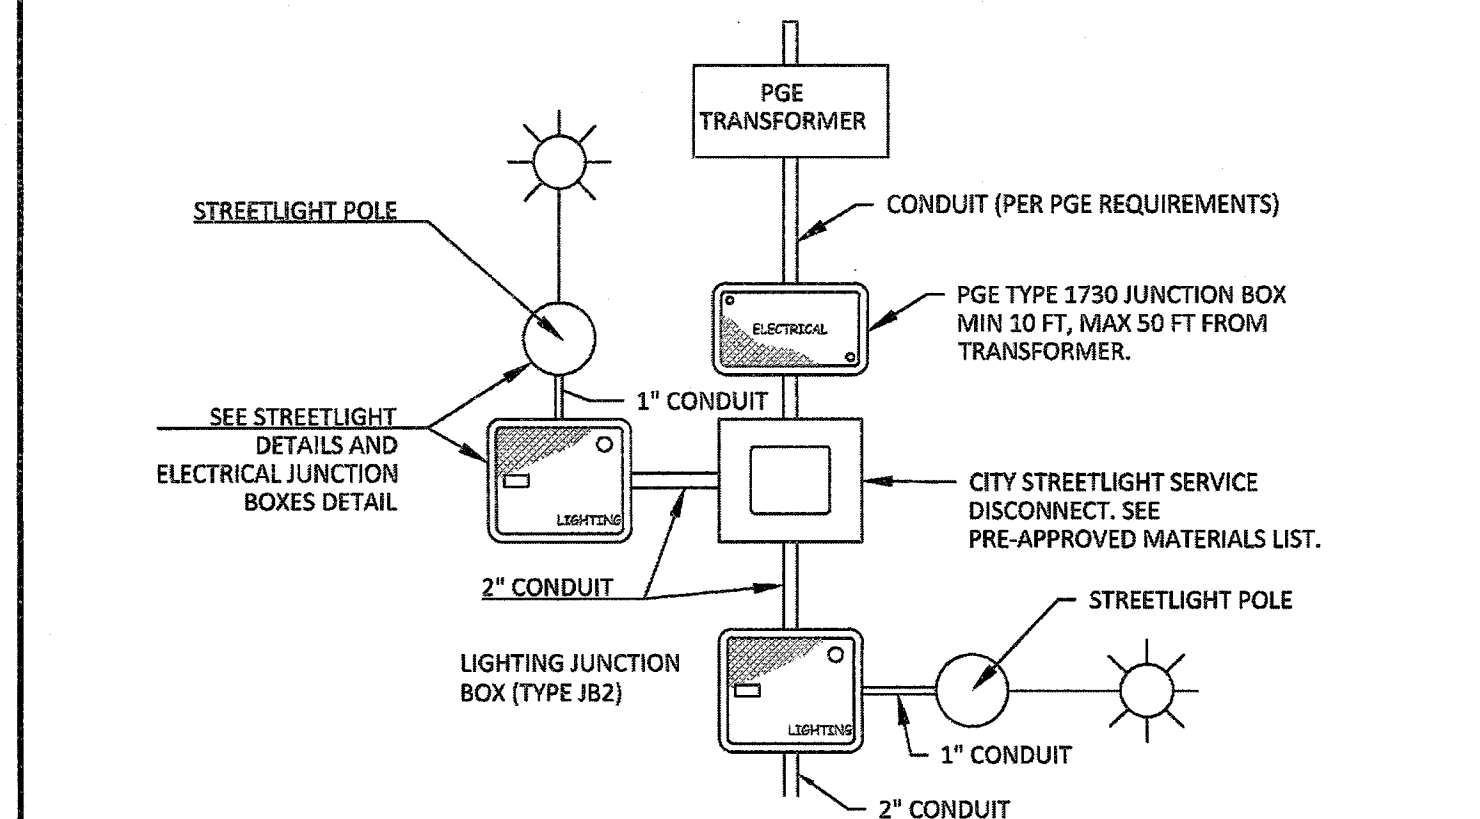 PGE
TRANSFORMER
STREETLIGHT POLE
CONDUIT (PER PGE REQUIREMENTS)
PGE TYPE 1730 JUNCTION BOX
MIN 10 FT, MAX 50 FT FROM
TRANSFORMER.
ELECTRICAL
1" CONDUIT
SEE STREETLIGHT
DETAILS AND
ELECTRICAL JUNCTION
BOXES DETAIL
LIGHTING
CITY STREETLIGHT SERVICE
DISCONNECT. SEE
PRE-APPROVED MATERIALS LIST.
2" CONDUIT
STREETLIGHT POLE
LIGHTING JUNCTION
BOX (TYPE JB2)
LIGHTING
1" CONDUIT
2" CONDUIT